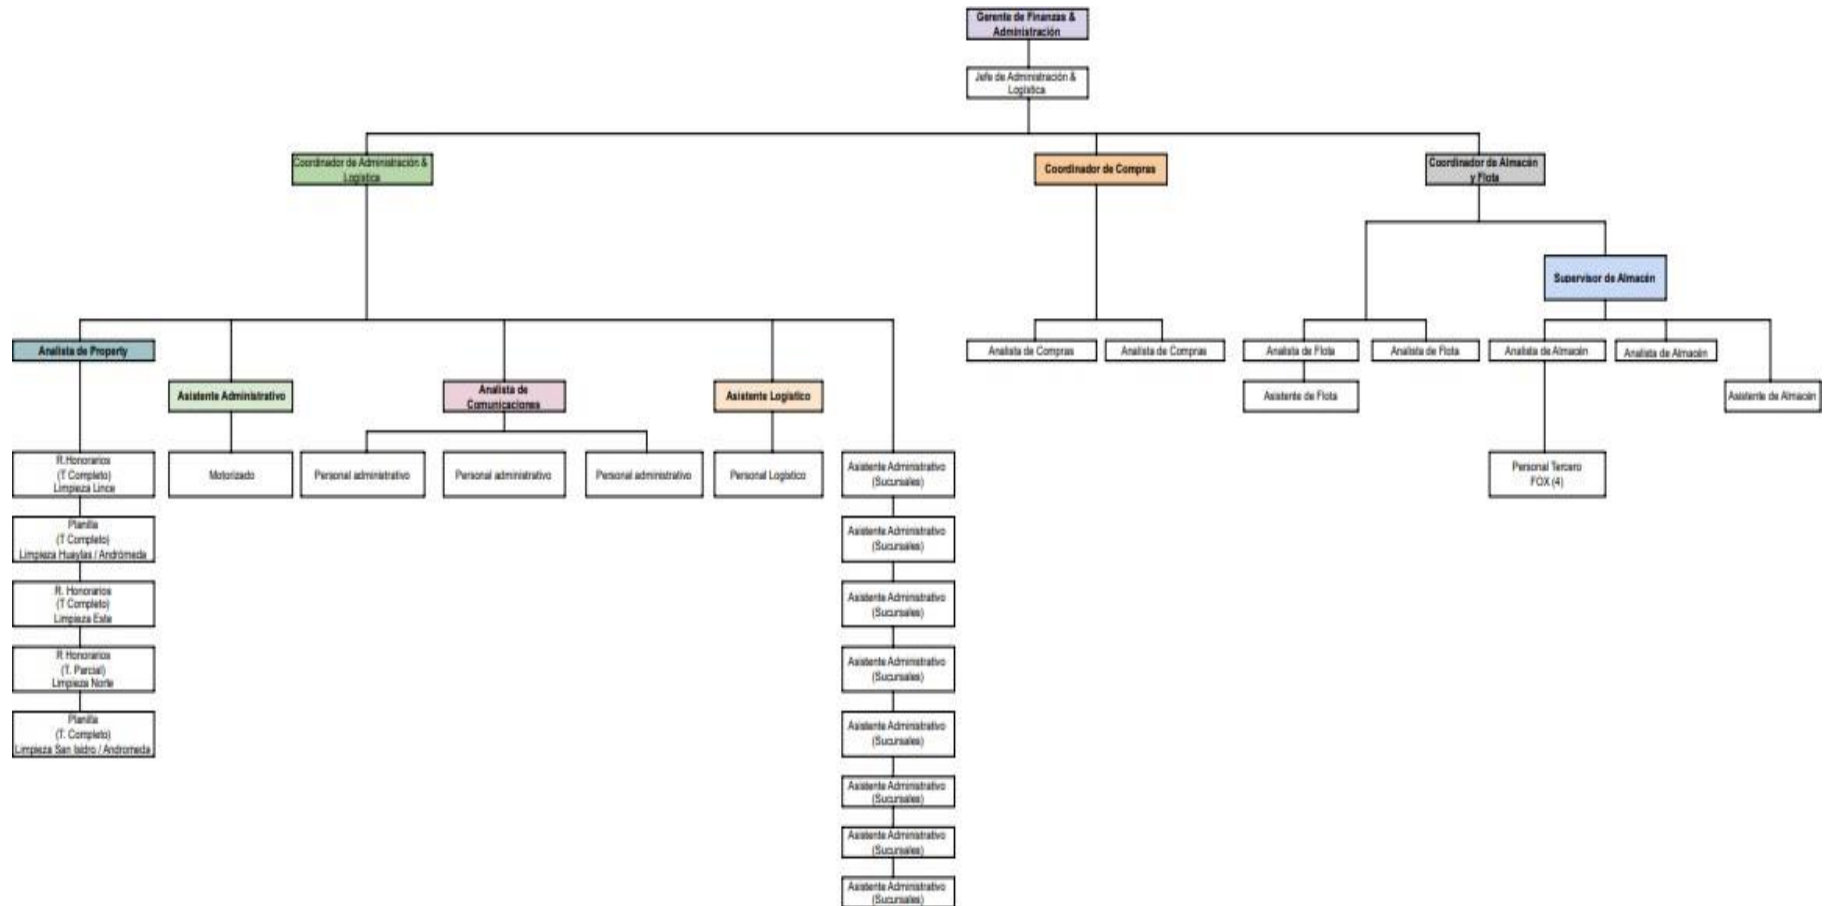 Gerente de Finanzas &
Administración
Jefe de Administración &
Logística
Coordinador de Administración &
Logística
Coordinador de Compras
Coordinador de Almacén
y Flota
Supervisor de Almacén
Analista de Property
Analista de Compras
Analista de Compras
Analista de Flota
Analista de Flota
Analista de Almacén
Analista de Almacén
Asistente Administrativo
Analista de
Comunicaciones
Asistente Logístico
Asistente de Flota
Asistente de Almacén
R.Honorarios
(T Completo)
Limpieza Lince
Motorizado
Personal administrativo
Personal administrativo
Personal administrativo
Personal Logístico
Asistente Administrativo
(Sucursales)
Personal Tercero
FOX (4)
Planilla
(T Completo)
Limpieza Huaylas / Andrómeda
Asistente Administrativo
(Sucursales)
R. Honorarios
(T Completo)
Limpieza Este
Asistente Administrativo
(Sucursales)
R Honorarios
(T. Parcial)
Limpieza Norte
Asistente Administrativo
(Sucursales)
Planilla
(T. Completo)
Limpieza San Isidro / Andromeda
Asistente Administrativo
(Sucursales)
Asistente Administrativo
(Sucursales)
Asistente Administrativo
(Sucursales)
Asistente Administrativo
(Sucursales)